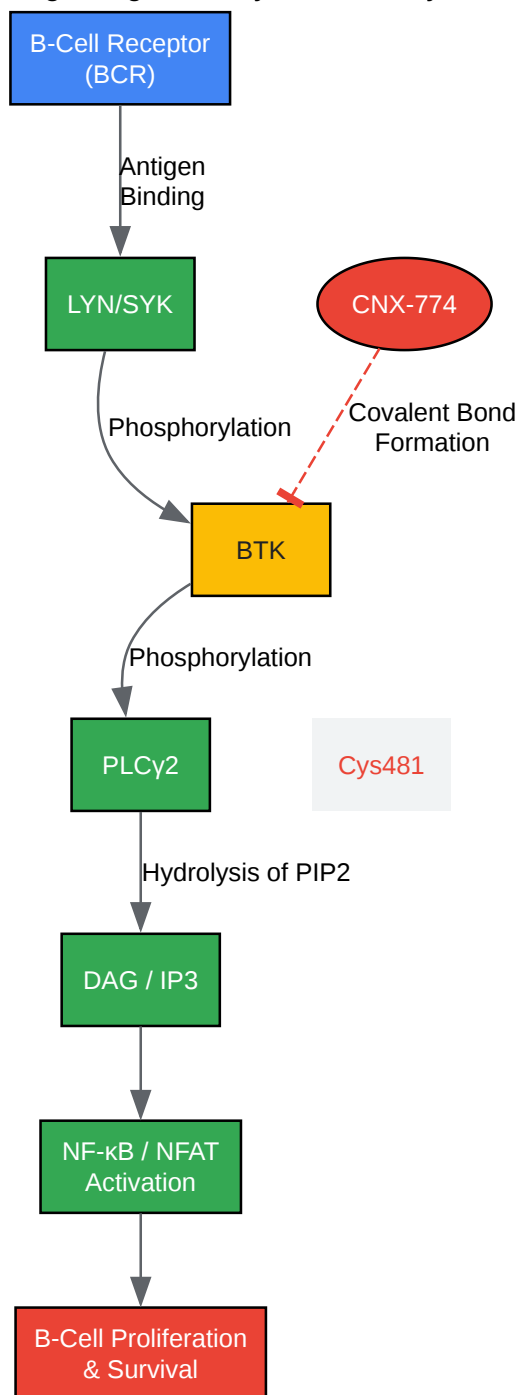 B-Cell Receptor
(BCR)
Antigen
Binding
LYN/SYK
CNX-774
Phosphorylation
Covalent Bond
Formation
BTK
Phosphorylation
PLCγ2
Cys481
Hydrolysis of PIP2
DAG / IP3
NF-κB / NFAT
Activation
B-Cell Proliferation
& Survival